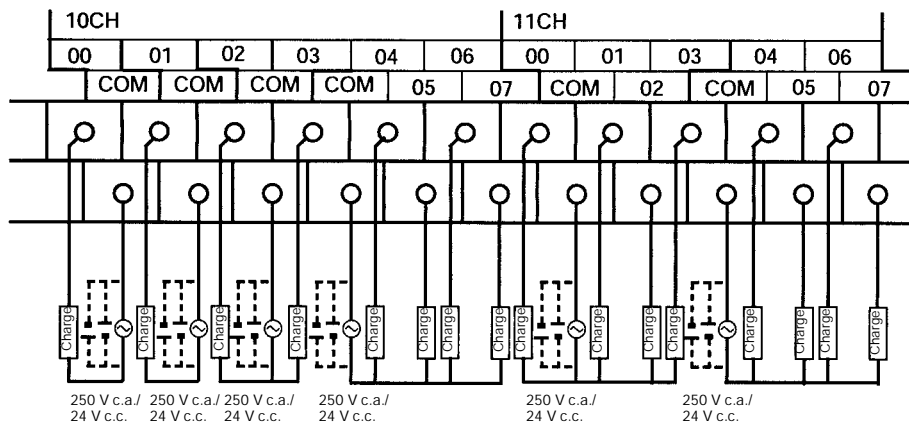 10CH 11CH
00 01 02 03 04 06 00 01 03 04 06
COM COM COM COM 05 07 COM 02 COM 05 07
Charge Charge Charge Charge Charge Charge Charge Charge Charge Charge Charge Charge Charge Charge Charge
250 V c.a./ 250 V c.a./ 250 V c.a./ 250 V c.a./ 250 V c.a./ 250 V c.a./
24 V c.c. 24 V c.c. 24 V c.c. 24 V c.c. 24 V c.c. 24 V c.c.